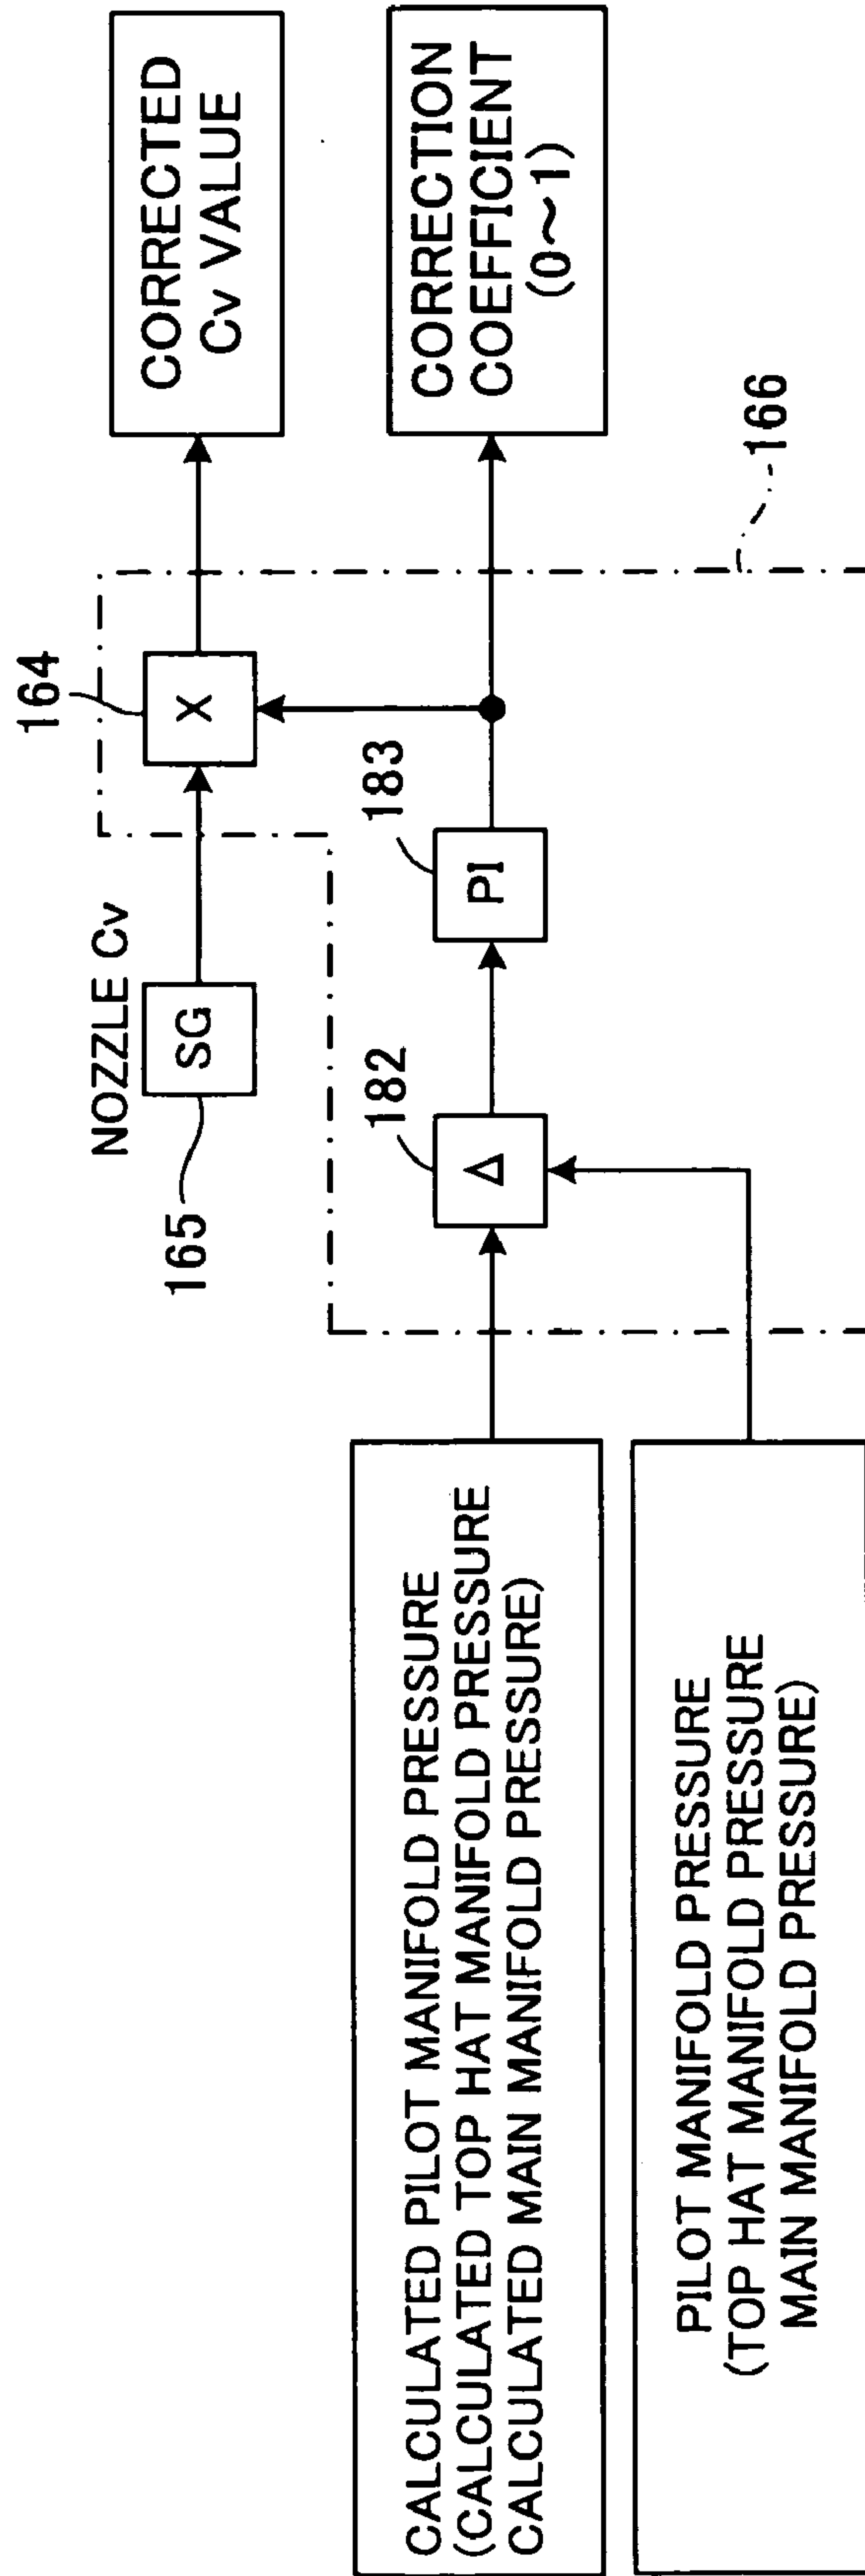 CORRECTED
Cv VALUE
CORRECTION
COEFFICIENT
(0~1)
164
X
166
NOZZLE Cv
SG
165
183
PI
182
Δ
CALCULATED PILOT MANIFOLD PRESSURE
(CALCULATED TOP HAT MANIFOLD PRESSURE
CALCULATED MAIN MANIFOLD PRESSURE)
PILOT MANIFOLD PRESSURE
(TOP HAT MANIFOLD PRESSURE
MAIN MANIFOLD PRESSURE)